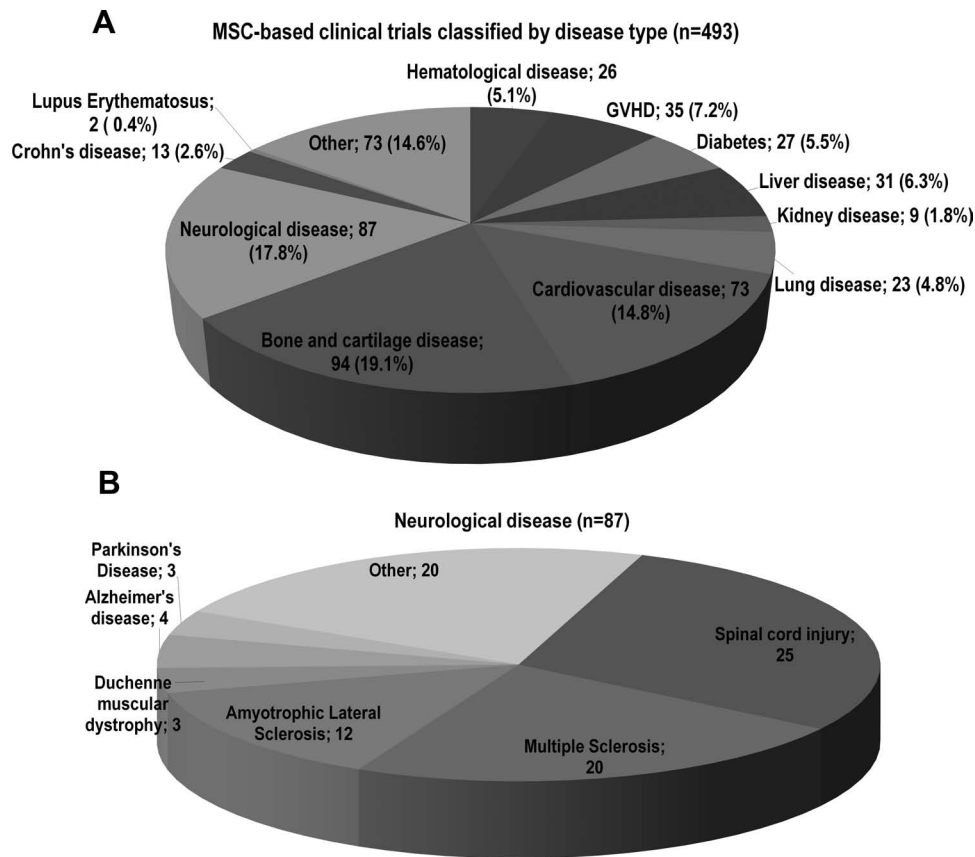 A
MSC-based clinical trials classified by disease type (n=493)
Hematological disease; 26
(5.1%)
GVHD; 35 (7.2%)
Diabetes; 27 (5.5%)
Liver disease; 31 (6.3%)
Kidney disease; 9 (1.8%)
Lung disease; 23 (4.8%)
Cardiovascular disease; 73
(14.8%)
Bone and cartilage disease;
94 (19.1%)
Neurological disease; 87
(17.8%)
Crohn's disease; 13 (2.6%)
Lupus Erythematosus;
2 ( 0.4%)
Other; 73 (14.6%)
B
Neurological disease (n=87)
Spinal cord injury;
25
Multiple Sclerosis;
20
Amyotrophic Lateral
Sclerosis; 12
Duchenne
muscular
dystrophy; 3
Alzheimer's
disease; 4
Parkinson's
Disease; 3
Other; 20